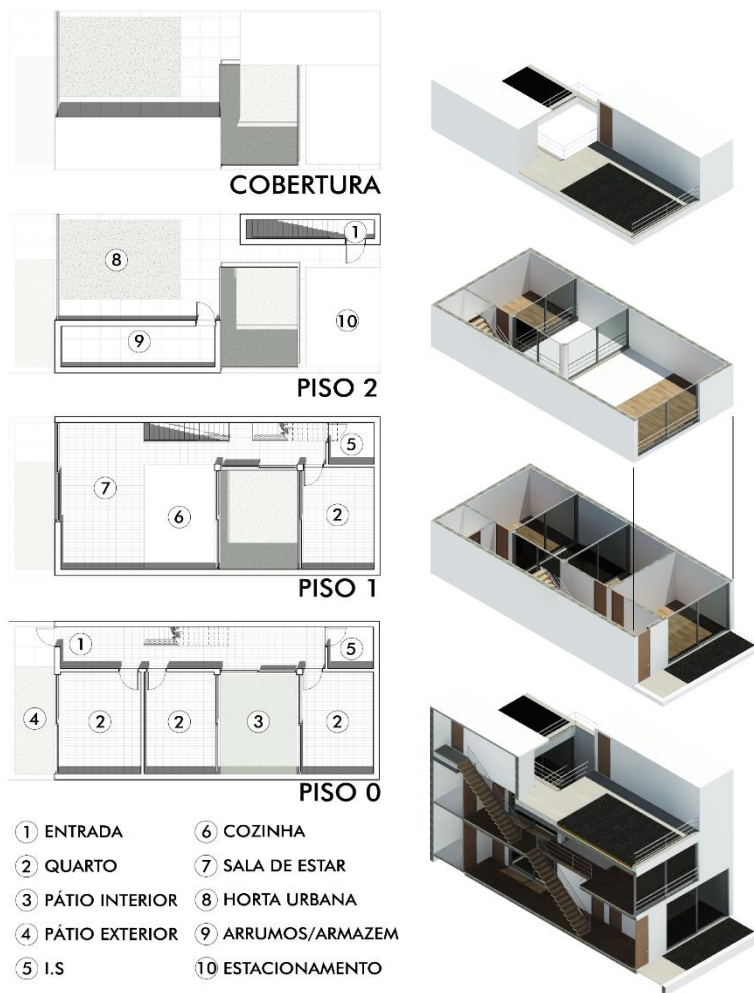 COBERTURA
1
8
10
9
PISO 2
5
7
6
2
PISO 1
1
5
4
2
2
3
2
PISO 0
1 ENTRADA
2 QUARTO
3 PÁTIO INTERIOR
4 PÁTIO EXTERIOR
5 I.S
6 COZINHA
7 SALA DE ESTAR
8 HORTA URBANA
9 ARRUMOS/ARMAZEM
10 ESTACIONAMENTO